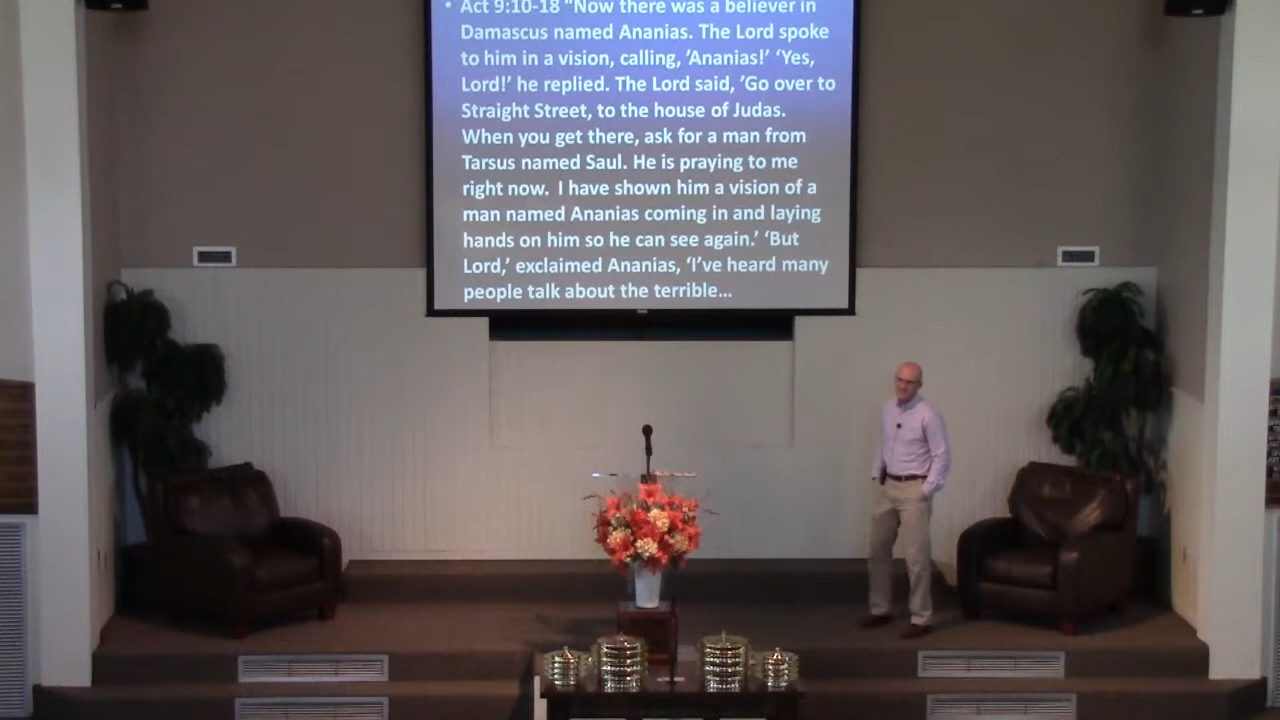 • Act 9:10-18 "Now there was a believer in
Damascus named Ananias. The Lord spoke
to him in a vision, calling, 'Ananias!' 'Yes,
Lord!' he replied. The Lord said, 'Go over to
Straight Street, to the house of Judas.
When you get there, ask for a man from
Tarsus named Saul. He is praying to me
right now.  I have shown him a vision of a
man named Ananias coming in and laying
hands on him so he can see again.' 'But
Lord,' exclaimed Ananias, 'I've heard many
people talk about the terrible…